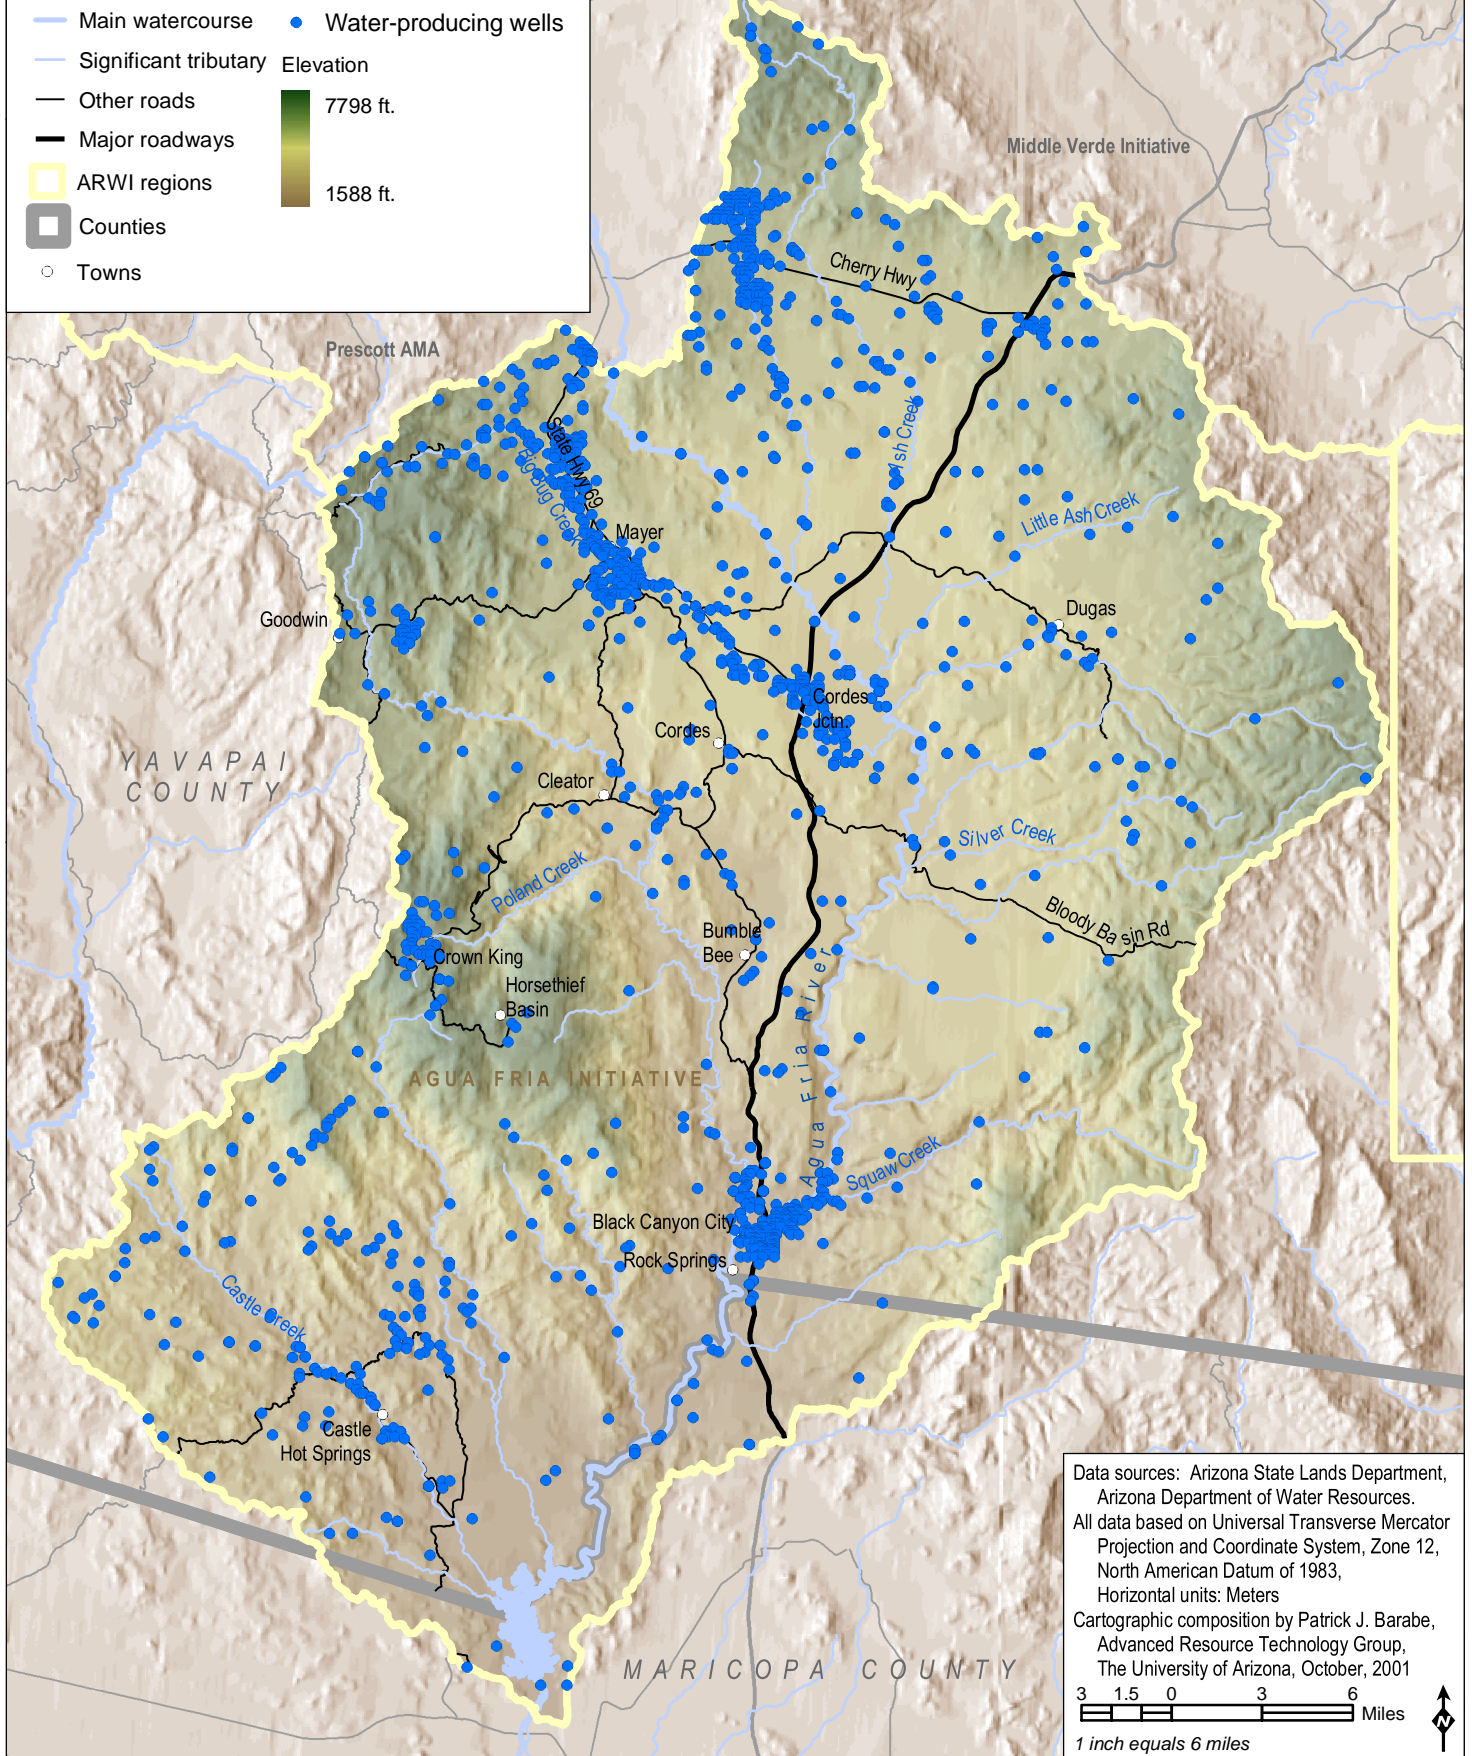 Main watercourse
Water-producing wells
Significant tributary
Elevation
Other roads
7798 ft.
Major roadways
ARWI regions
1588 ft.
Counties
Towns
Middle Verde Initiative
Prescott AMA
Cherry Hwy
State Hwy 69
Big Bug Creek
Ash Creek
Little Ash Creek
Mayer
Goodwin
Dugas
Cordes
Jctn.
Cordes
YAVAPAI
COUNTY
Cleator
Silver Creek
Poland Creek
Bloody Basin Rd
Bumble
Bee
Crown King
Horsethief
Basin
Agua Fria River
AGUA FRIA INITIATIVE
Squaw Creek
Black Canyon City
Rock Springs
Castle Creek
Castle
Hot Springs
MARICOPA COUNTY
Data sources: Arizona State Lands Department,
Arizona Department of Water Resources.
All data based on Universal Transverse Mercator
Projection and Coordinate System, Zone 12,
North American Datum of 1983,
Horizontal units: Meters
Cartographic composition by Patrick J. Barabe,
Advanced Resource Technology Group,
The University of Arizona, October, 2001
3 1.5 0 3 6
Miles
N
1 inch equals 6 miles